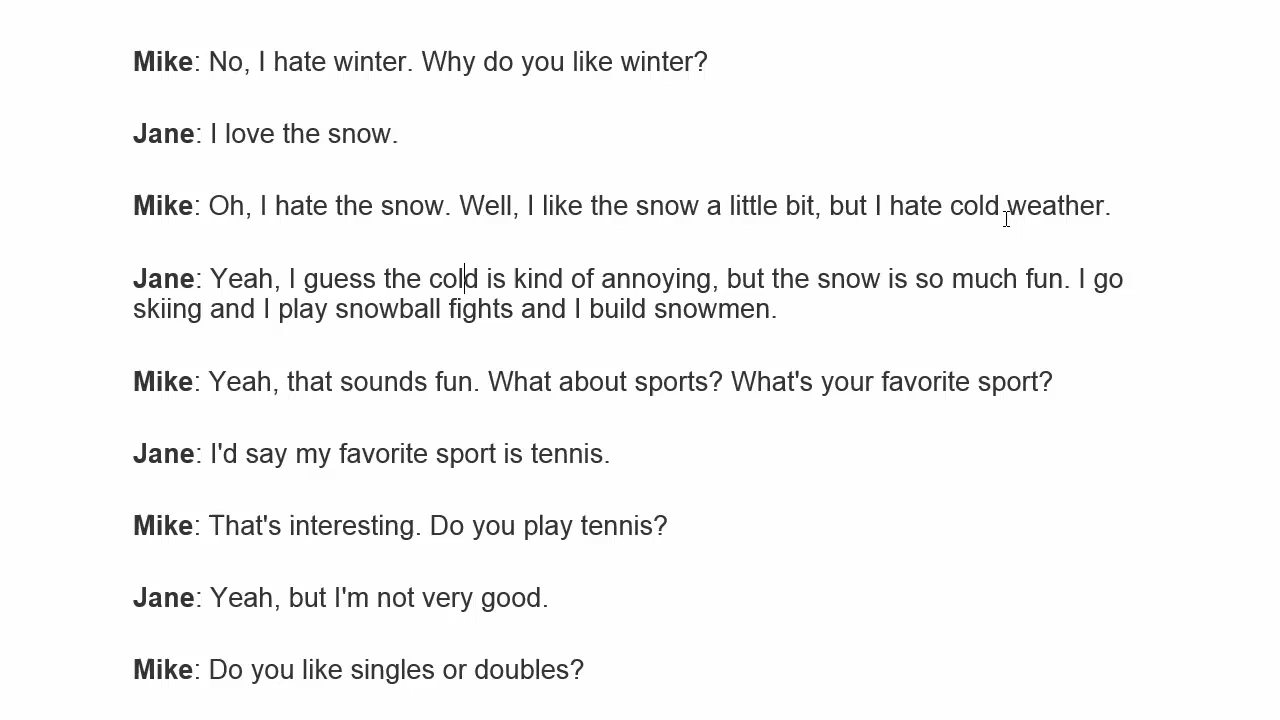 Mike: No, I hate winter. Why do you like winter?
Jane: I love the snow.
Mike: Oh, I hate the snow. Well, I like the snow a little bit, but I hate cold weather.
Jane: Yeah, I guess the cold is kind of annoying, but the snow is so much fun. I go
skiing and I play snowball fights and I build snowmen.
Mike: Yeah, that sounds fun. What about sports? What's your favorite sport?
Jane: I'd say my favorite sport is tennis.
Mike: That's interesting. Do you play tennis?
Jane: Yeah, but I'm not very good.
Mike: Do you like singles or doubles?